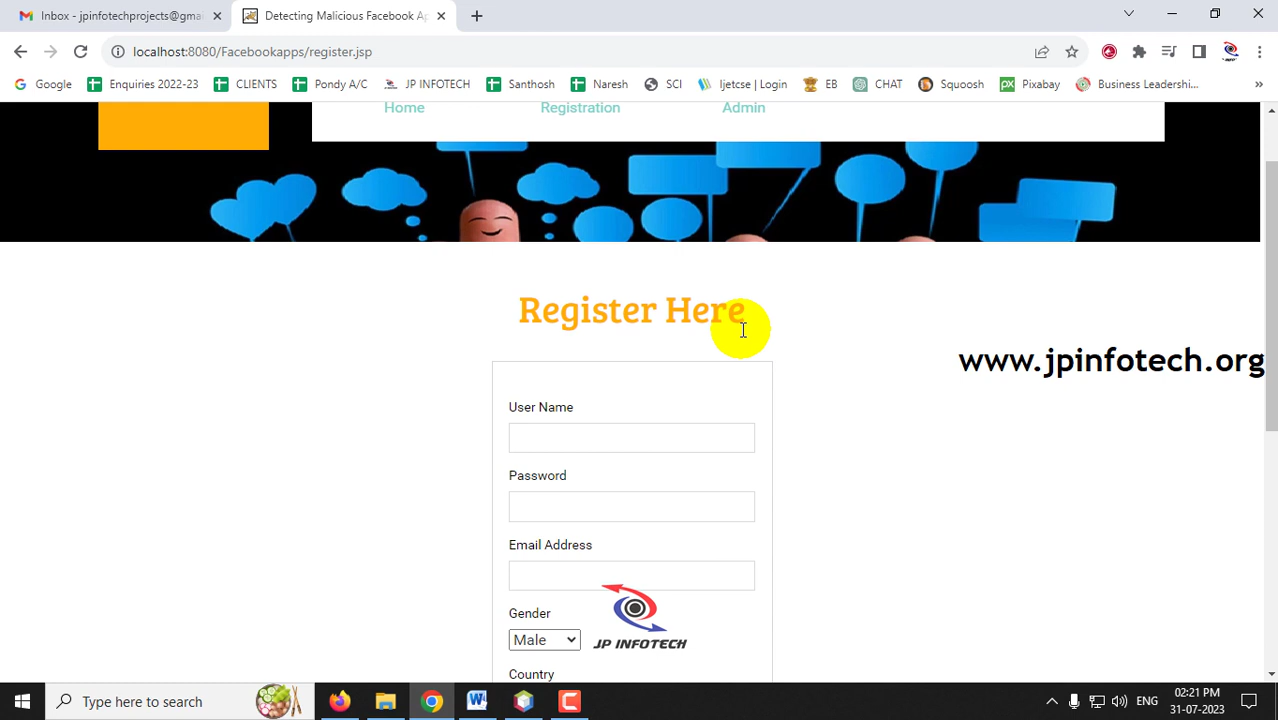 Inbox - jpinfotechprojects@gmai
Detecting Malicious Facebook Ap
localhost:8080/Facebookapps/register.jsp
Google
Enquiries 2022-23
CLIENTS
Pondy A/C
JP INFOTECH
Santhosh
Naresh
SCI
Ijetcse | Login
EB
CHAT
Squoosh
Pixabay
Business Leadershi...
»
Home
Registration
Admin
Register Here
www.jpinfotech.org
User Name
Password
Email Address
Gender
Male
JP INFOTECH
Country
Type here to search
ENG
02:21 PM
31-07-2023